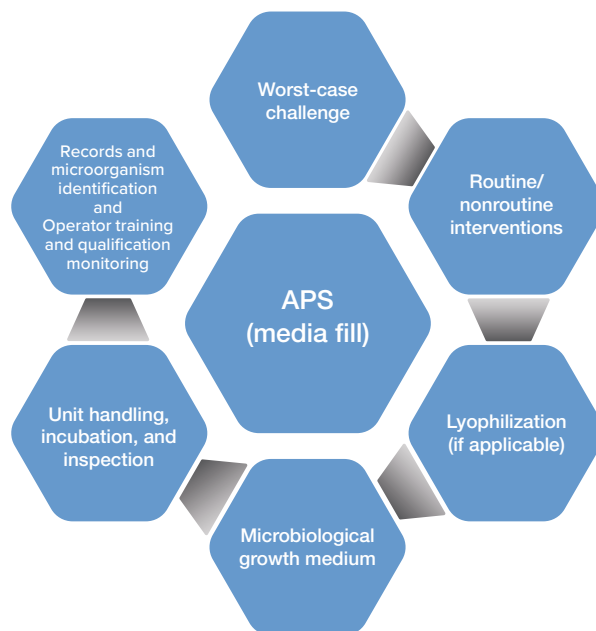 Worst-case
challenge
Routine/
nonroutine
interventions
Lyophilization
(if applicable)
Microbiological
growth medium
Unit handling,
incubation, and
inspection
Records and
microorganism
identification
and
Operator training
and qualification
monitoring
APS
(media fill)